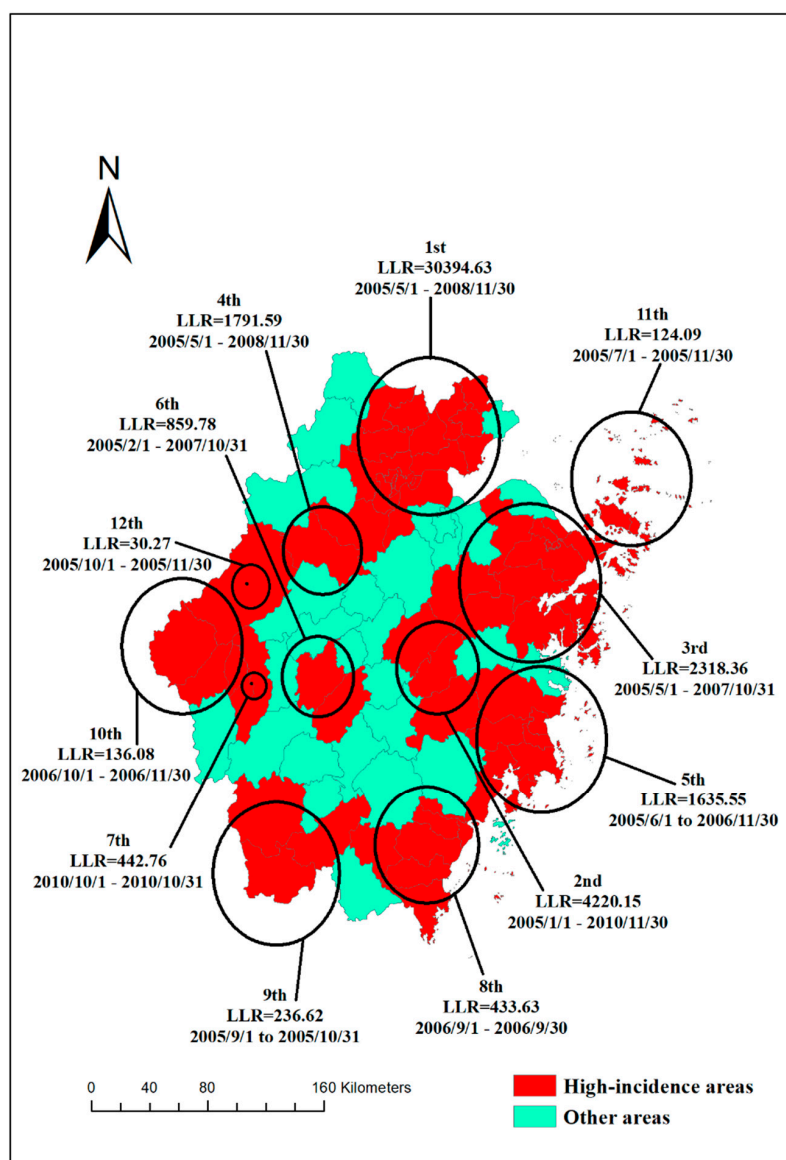 N
1st
LLR=30394.63
2005/5/1 - 2008/11/30
4th
LLR=1791.59
2005/5/1 - 2008/11/30
11th
LLR=124.09
2005/7/1 - 2005/11/30
6th
LLR=859.78
2005/2/1 - 2007/10/31
12th
LLR=30.27
2005/10/1 - 2005/11/30
3rd
LLR=2318.36
2005/5/1 - 2007/10/31
10th
LLR=136.08
2006/10/1 - 2006/11/30
5th
LLR=1635.55
2005/6/1 to 2006/11/30
7th
LLR=442.76
2010/10/1 - 2010/10/31
2nd
LLR=4220.15
2005/1/1 - 2010/11/30
9th
LLR=236.62
2005/9/1 to 2005/10/31
8th
LLR=433.63
2006/9/1 - 2006/9/30
0 40 80 160 Kilometers
High-incidence areas
Other areas